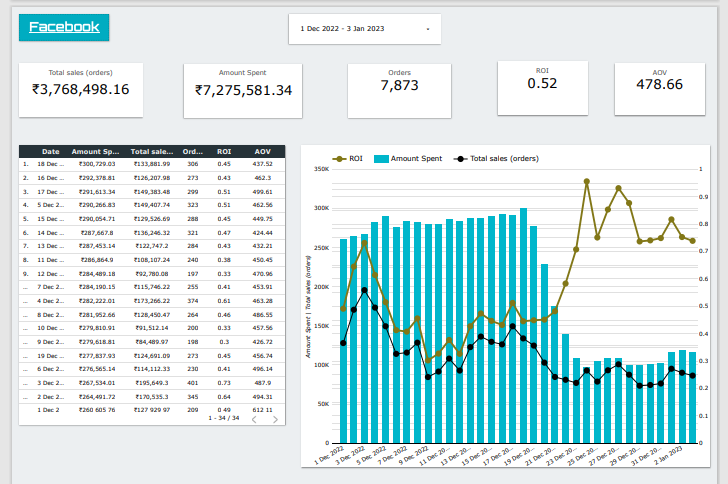 Facebook
1 Dec 2022 - 3 Jan 2023
Total sales (orders)
₹3,768,498.16
Amount Spent
₹7,275,581.34
Orders
7,873
ROI
0.52
AOV
478.66
Date Amount Sp... Total sale... Ord... ROI AOV
1. 18 Dec ... ₹300,729.03 ₹133,881.99 306 0.45 437.52
2. 16 Dec ... ₹292,378.81 ₹126,207.98 273 0.43 462.3
3. 17 Dec ... ₹291,613.34 ₹149,383.48 299 0.51 499.61
4. 5 Dec 2... ₹290,266.83 ₹149,407.74 323 0.51 462.56
5. 15 Dec ... ₹290,054.71 ₹129,526.69 288 0.45 449.75
6. 14 Dec ... ₹287,667.8 ₹136,246.32 321 0.47 424.44
7. 13 Dec ... ₹287,453.14 ₹122,747.2 284 0.43 432.21
8. 11 Dec ... ₹286,864.9 ₹108,107.24 240 0.38 450.45
9. 12 Dec ... ₹284,489.18 ₹92,780.08 197 0.33 470.96
... 7 Dec 2... ₹284,190.15 ₹115,746.22 255 0.41 453.91
... 4 Dec 2... ₹282,222.01 ₹173,266.22 374 0.61 463.28
... 8 Dec 2... ₹281,952.66 ₹128,450.47 264 0.46 486.55
... 10 Dec ... ₹279,810.91 ₹91,512.14 200 0.33 457.56
... 9 Dec 2... ₹279,618.81 ₹84,489.97 198 0.3 426.72
... 19 Dec ... ₹277,837.93 ₹124,691.09 273 0.45 456.74
... 6 Dec 2... ₹276,565.14 ₹114,112.33 230 0.41 496.14
... 3 Dec 2... ₹267,534.01 ₹195,649.3 401 0.73 487.9
... 2 Dec 2... ₹264,491.72 ₹170,535.3 345 0.64 494.31
1 Dec 2 ₹260 605 76 ₹127 929 97 209 0 49 612 11
1 - 34 / 34
ROI Amount Spent Total sales (orders)
350K 1
300K 0.9
250K 0.8
200K 0.7
150K 0.6
100K 0.5
50K 0.4
0 0.3
0.2
0.1
0
Amount Spent | Total sales (orders)
1 Dec 2022 3 Dec 2022 5 Dec 2022 7 Dec 2022 9 Dec 2022 11 Dec 20... 13 Dec 20... 15 Dec 20... 17 Dec 20... 19 Dec 20... 21 Dec 20... 23 Dec 20... 25 Dec 20... 27 Dec 20... 29 Dec 20... 31 Dec 20... 2 Jan 2023